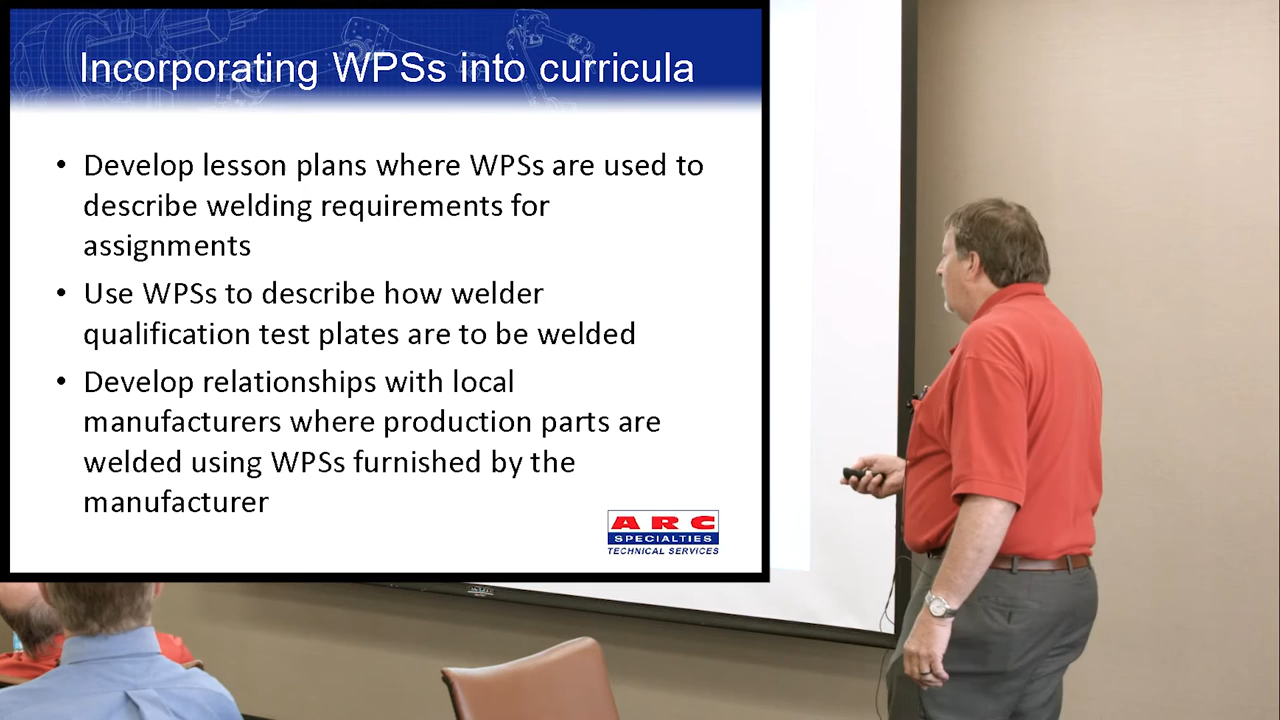 Incorporating WPSs into curricula
• Develop lesson plans where WPSs are used to
describe welding requirements for
assignments
• Use WPSs to describe how welder
qualification test plates are to be welded
• Develop relationships with local
manufacturers where production parts are
welded using WPSs furnished by the
manufacturer
ARC
SPECIALTIES
TECHNICAL SERVICES